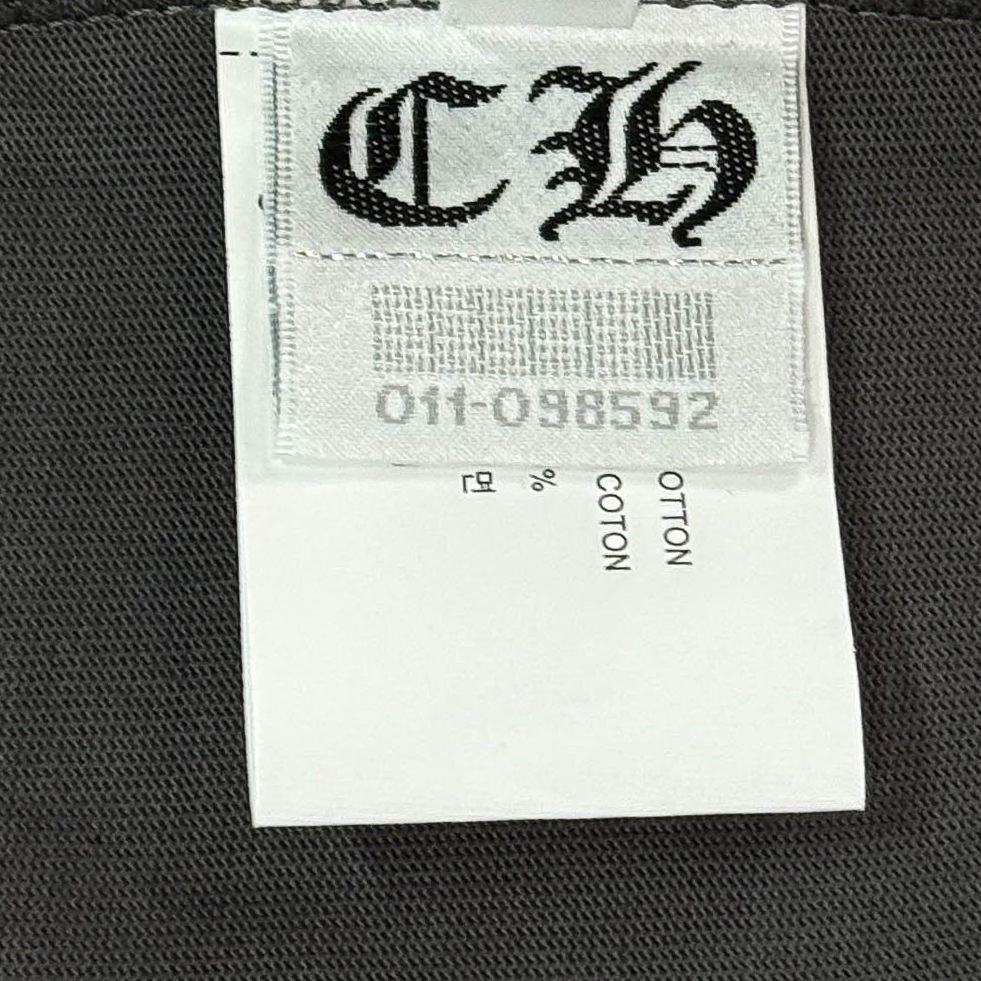 CH
011-098592
OTTON
COTON
%
면